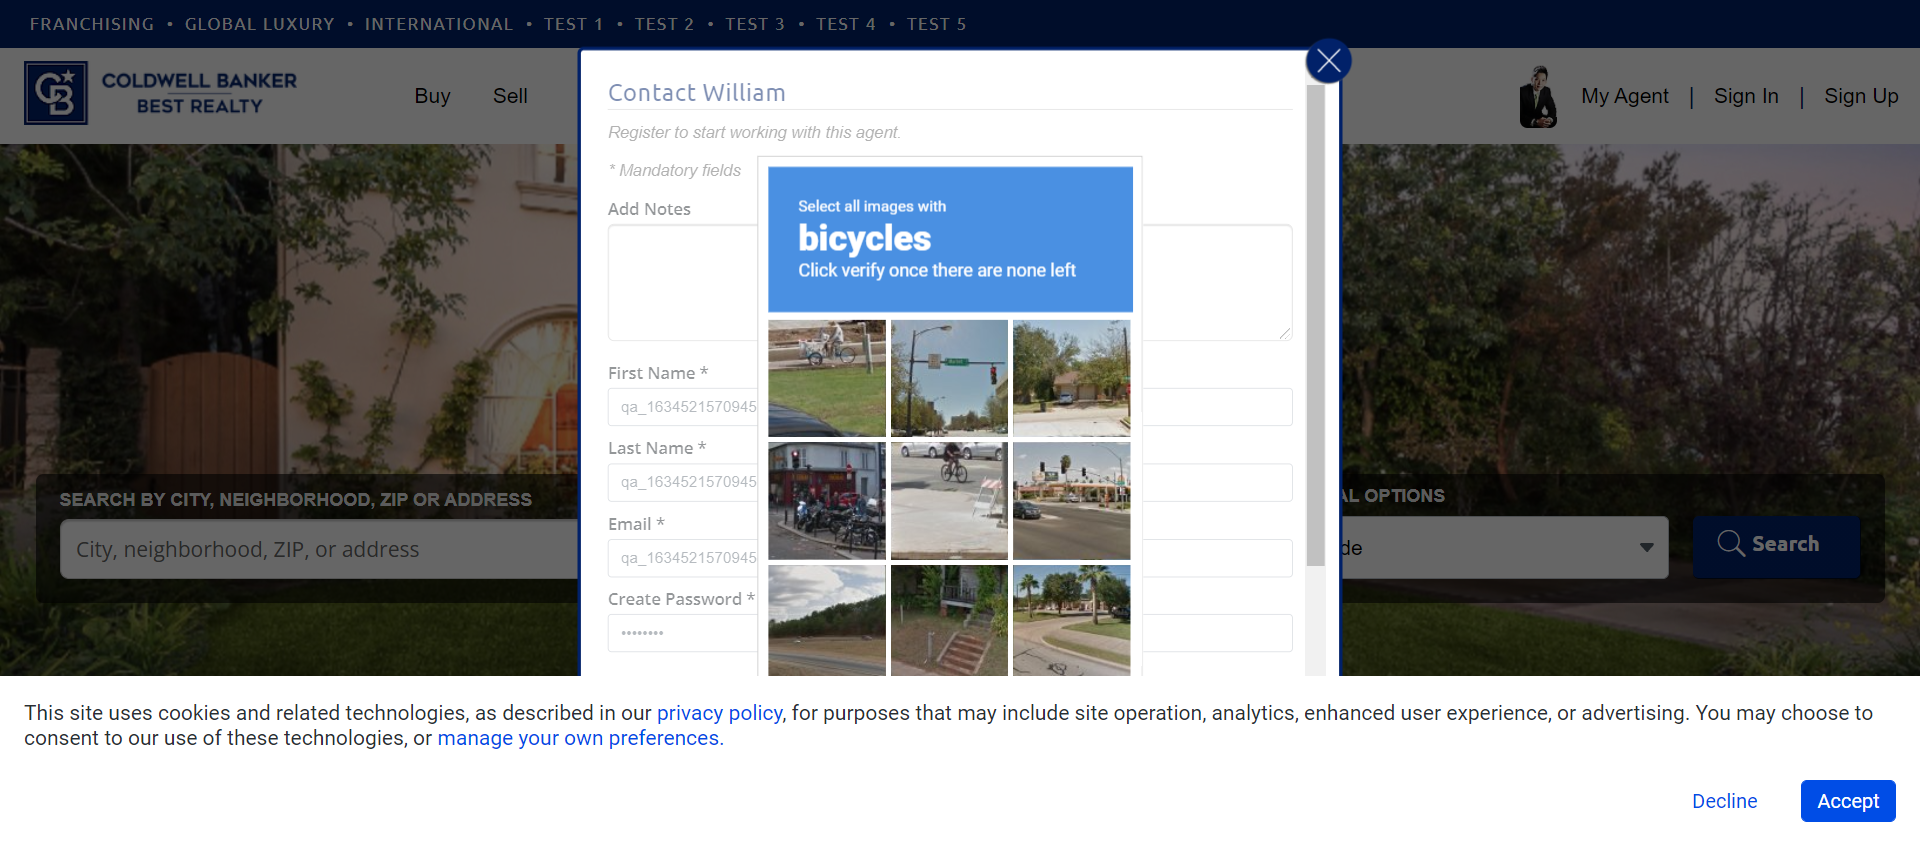 FRANCHISING • GLOBAL LUXURY • INTERNATIONAL • TEST 1 • TEST 2 • TEST 3 • TEST 4 • TEST 5
CB
COLDWELL BANKER
BEST REALTY
Buy Sell
My Agent | Sign In | Sign Up
Contact William
Register to start working with this agent.
* Mandatory fields
Add Notes
Select all images with
bicycles
Click verify once there are none left
First Name *
qa_1634521570945
Last Name *
qa_1634521570945
Email *
qa_1634521570945
Create Password *
••••••••
SEARCH BY CITY, NEIGHBORHOOD, ZIP OR ADDRESS
City, neighborhood, ZIP, or address
AL OPTIONS
de
Search
This site uses cookies and related technologies, as described in our privacy policy, for purposes that may include site operation, analytics, enhanced user experience, or advertising. You may choose to
consent to our use of these technologies, or manage your own preferences.
Decline Accept